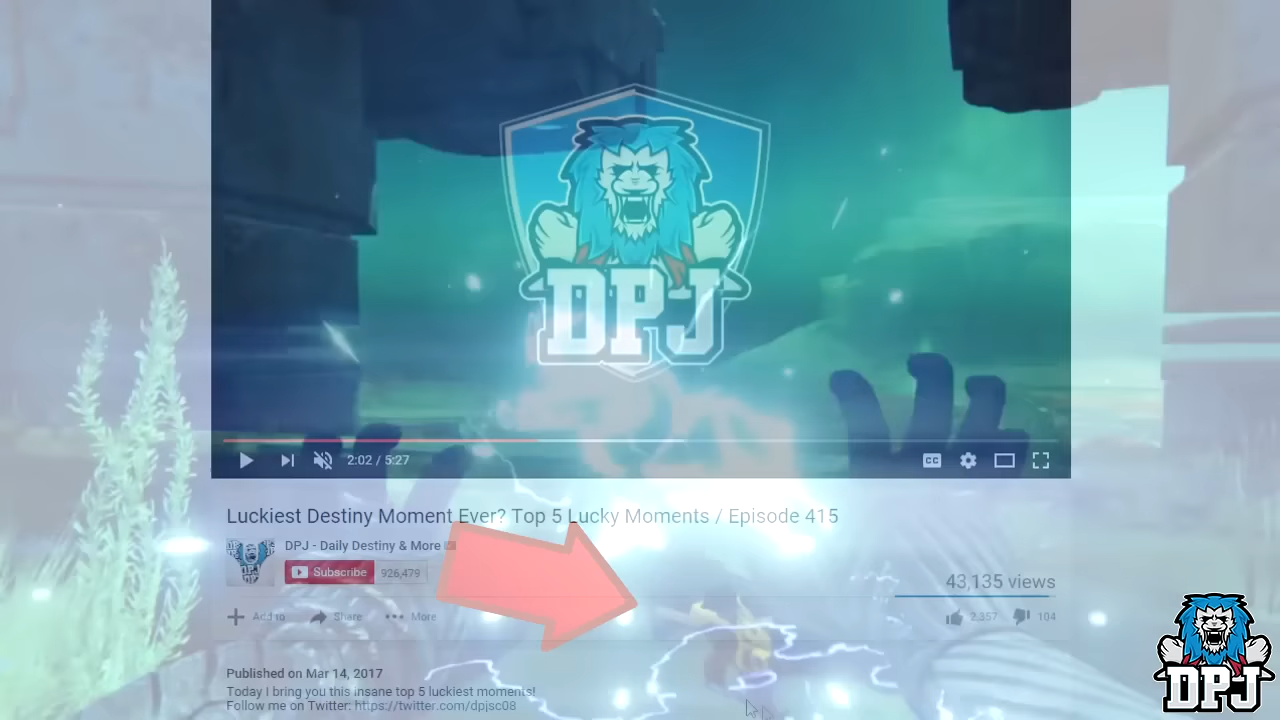 DPJ
2:02 / 5:27
CC
Luckiest Destiny Moment Ever? Top 5 Lucky Moments / Episode 415
DPJ - Daily Destiny & More
Subscribe 926,479
43,135 views
Add to Share More
2,357 104
Published on Mar 14, 2017
Today I bring you this insane top 5 luckiest moments!
Follow me on Twitter: https://twitter.com/dpjsc08
DPJ